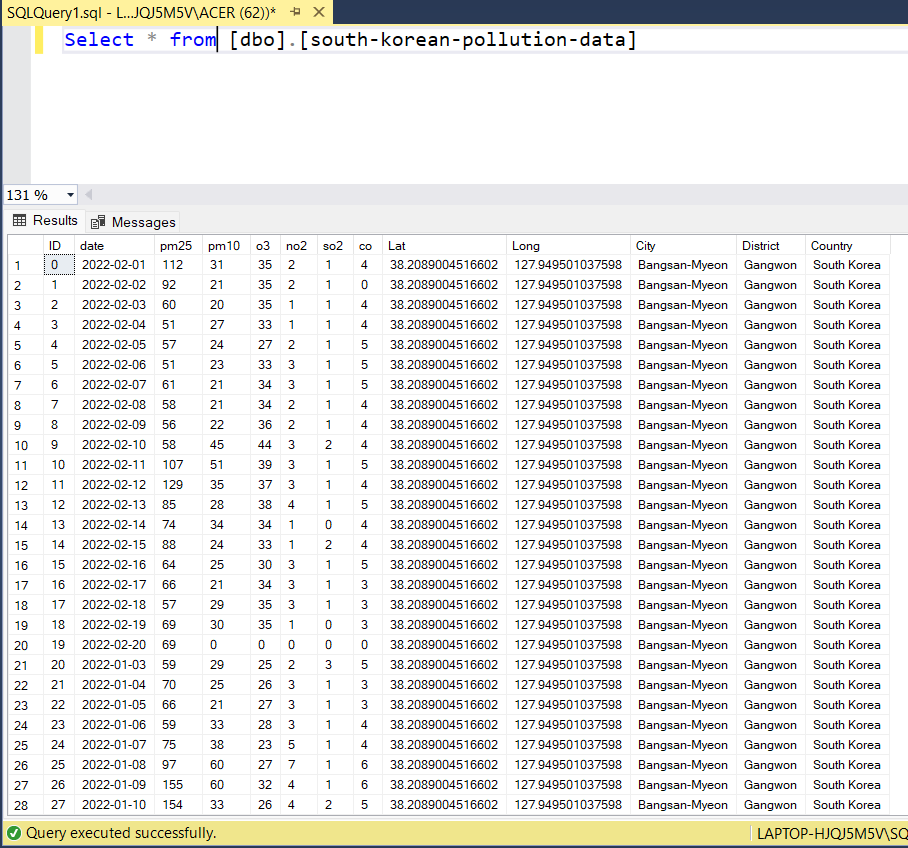 SQLQuery1.sql - L...JQJ5M5V\ACER (62))*
Select * from [dbo].[south-korean-pollution-data]
131 %
Results Messages
ID date pm25 pm10 o3 no2 so2 co Lat Long City District Country
1 0 2022-02-01 112 31 35 2 1 4 38.2089004516602 127.949501037598 Bangsan-Myeon Gangwon South Korea
2 1 2022-02-02 92 21 35 2 1 0 38.2089004516602 127.949501037598 Bangsan-Myeon Gangwon South Korea
3 2 2022-02-03 60 20 35 1 1 4 38.2089004516602 127.949501037598 Bangsan-Myeon Gangwon South Korea
4 3 2022-02-04 51 27 33 1 1 4 38.2089004516602 127.949501037598 Bangsan-Myeon Gangwon South Korea
5 4 2022-02-05 57 24 27 2 1 5 38.2089004516602 127.949501037598 Bangsan-Myeon Gangwon South Korea
6 5 2022-02-06 51 23 33 3 1 5 38.2089004516602 127.949501037598 Bangsan-Myeon Gangwon South Korea
7 6 2022-02-07 61 21 34 3 1 5 38.2089004516602 127.949501037598 Bangsan-Myeon Gangwon South Korea
8 7 2022-02-08 58 21 34 2 1 4 38.2089004516602 127.949501037598 Bangsan-Myeon Gangwon South Korea
9 8 2022-02-09 56 22 36 2 1 4 38.2089004516602 127.949501037598 Bangsan-Myeon Gangwon South Korea
10 9 2022-02-10 58 45 44 3 2 4 38.2089004516602 127.949501037598 Bangsan-Myeon Gangwon South Korea
11 10 2022-02-11 107 51 39 3 1 5 38.2089004516602 127.949501037598 Bangsan-Myeon Gangwon South Korea
12 11 2022-02-12 129 35 37 3 1 4 38.2089004516602 127.949501037598 Bangsan-Myeon Gangwon South Korea
13 12 2022-02-13 85 28 38 4 1 5 38.2089004516602 127.949501037598 Bangsan-Myeon Gangwon South Korea
14 13 2022-02-14 74 34 34 1 0 4 38.2089004516602 127.949501037598 Bangsan-Myeon Gangwon South Korea
15 14 2022-02-15 88 24 33 1 2 4 38.2089004516602 127.949501037598 Bangsan-Myeon Gangwon South Korea
16 15 2022-02-16 64 25 30 3 1 5 38.2089004516602 127.949501037598 Bangsan-Myeon Gangwon South Korea
17 16 2022-02-17 66 21 34 3 1 3 38.2089004516602 127.949501037598 Bangsan-Myeon Gangwon South Korea
18 17 2022-02-18 57 29 35 3 1 3 38.2089004516602 127.949501037598 Bangsan-Myeon Gangwon South Korea
19 18 2022-02-19 69 30 35 1 0 3 38.2089004516602 127.949501037598 Bangsan-Myeon Gangwon South Korea
20 19 2022-02-20 69 0 0 0 0 0 38.2089004516602 127.949501037598 Bangsan-Myeon Gangwon South Korea
21 20 2022-01-03 59 29 25 2 3 5 38.2089004516602 127.949501037598 Bangsan-Myeon Gangwon South Korea
22 21 2022-01-04 70 25 26 3 1 3 38.2089004516602 127.949501037598 Bangsan-Myeon Gangwon South Korea
23 22 2022-01-05 66 21 27 3 1 3 38.2089004516602 127.949501037598 Bangsan-Myeon Gangwon South Korea
24 23 2022-01-06 59 33 28 3 1 4 38.2089004516602 127.949501037598 Bangsan-Myeon Gangwon South Korea
25 24 2022-01-07 75 38 23 5 1 4 38.2089004516602 127.949501037598 Bangsan-Myeon Gangwon South Korea
26 25 2022-01-08 97 60 27 7 1 6 38.2089004516602 127.949501037598 Bangsan-Myeon Gangwon South Korea
27 26 2022-01-09 155 60 32 4 1 6 38.2089004516602 127.949501037598 Bangsan-Myeon Gangwon South Korea
28 27 2022-01-10 154 33 26 4 2 5 38.2089004516602 127.949501037598 Bangsan-Myeon Gangwon South Korea
Query executed successfully. LAPTOP-HJQJ5M5V\SQ